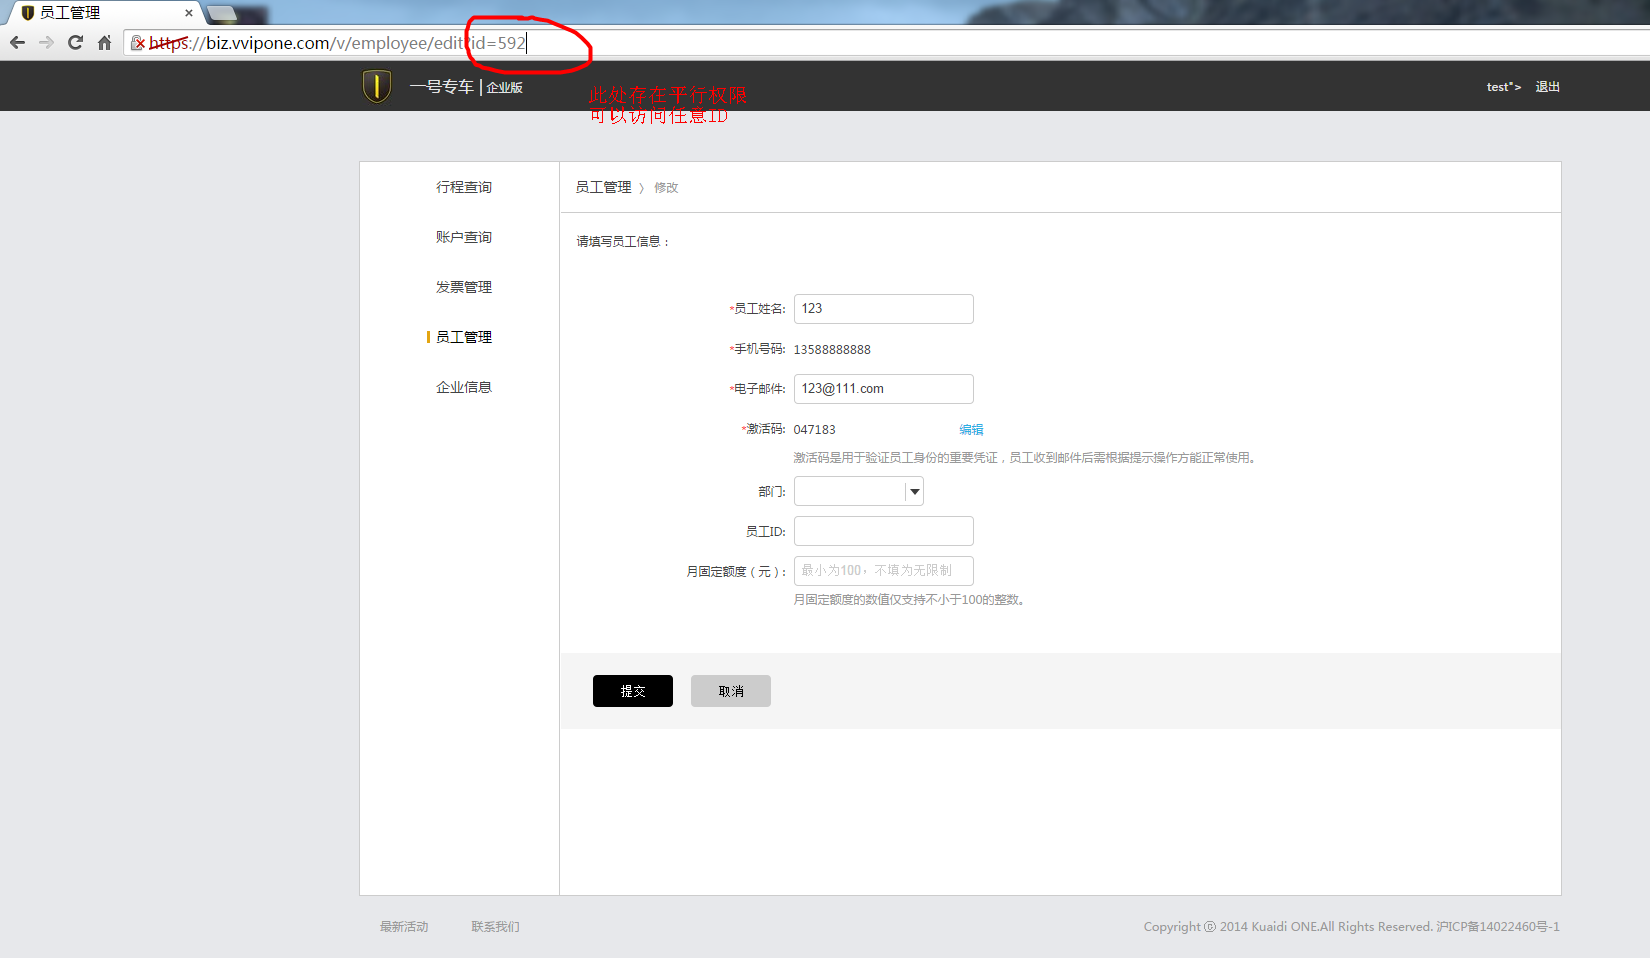 员工管理
https://biz.vvipone.com/v/employee/edit?id=592
一号专车 | 企业版
test"> 退出
此处存在平行权限
可以访问任意ID
行程查询
账户查询
发票管理
员工管理
企业信息
员工管理 〉 修改
请填写员工信息：
*员工姓名: 123
*手机号码: 13588888888
*电子邮件: 123@111.com
*激活码: 047183 编辑
激活码是用于验证员工身份的重要凭证，员工收到邮件后需根据提示操作方能正常使用。
部门:
员工ID:
月固定额度（元）: 最小为100，不填为无限制
月固定额度的数值仅支持不小于100的整数。
提交 取消
最新活动 联系我们
Copyright ⓒ 2014 Kuaidi ONE.All Rights Reserved. 沪ICP备14022460号-1